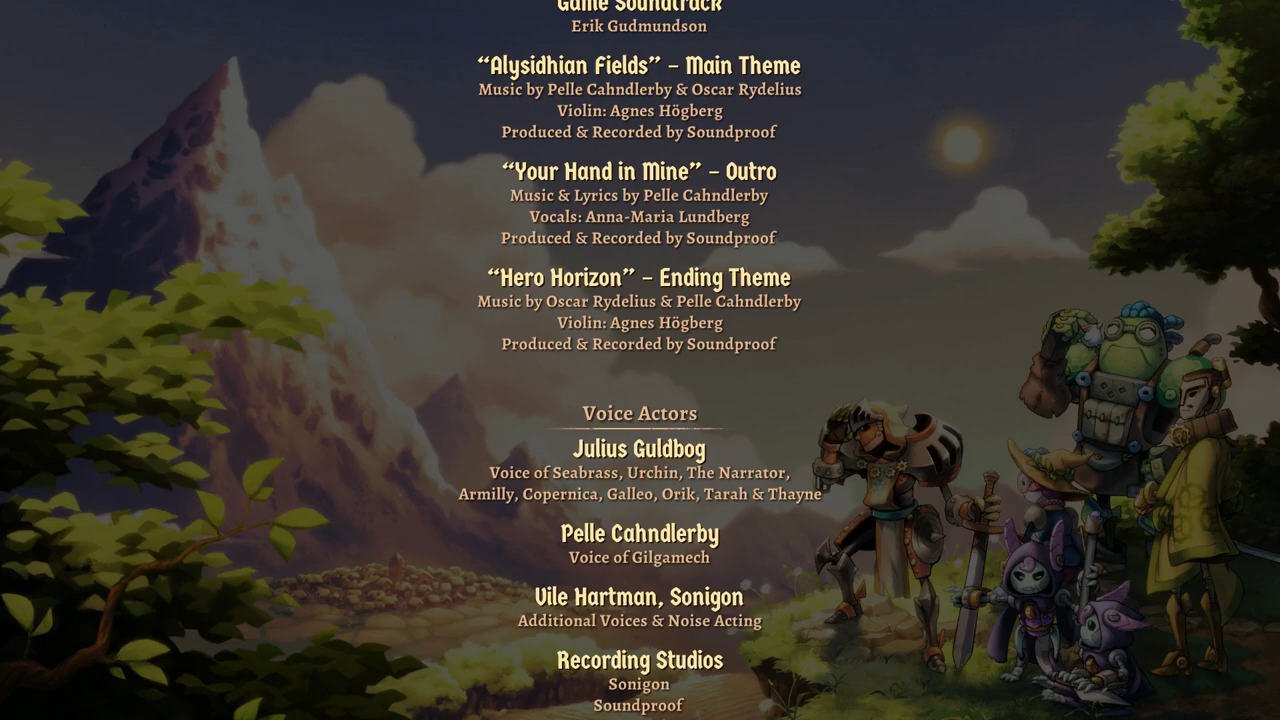 Game Soundtrack
Erik Gudmundson
“Alysidhian Fields” – Main Theme
Music by Pelle Cahndlerby & Oscar Rydelius
Violin: Agnes Högberg
Produced & Recorded by Soundproof
“Your Hand in Mine” – Outro
Music & Lyrics by Pelle Cahndlerby
Vocals: Anna-Maria Lundberg
Produced & Recorded by Soundproof
“Hero Horizon” – Ending Theme
Music by Oscar Rydelius & Pelle Cahndlerby
Violin: Agnes Högberg
Produced & Recorded by Soundproof
Voice Actors
Julius Guldbog
Voice of Seabrass, Urchin, The Narrator,
Armilly, Copernica, Galleo, Orik, Tarah & Thayne
Pelle Cahndlerby
Voice of Gilgamech
Vile Hartman, Sonigon
Additional Voices & Noise Acting
Recording Studios
Sonigon
Soundproof